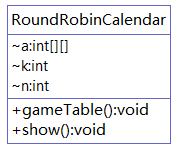 RoundRobinCalendar
~a:int[][]
~k:int
~n:int
+gameTable():void
+show():void